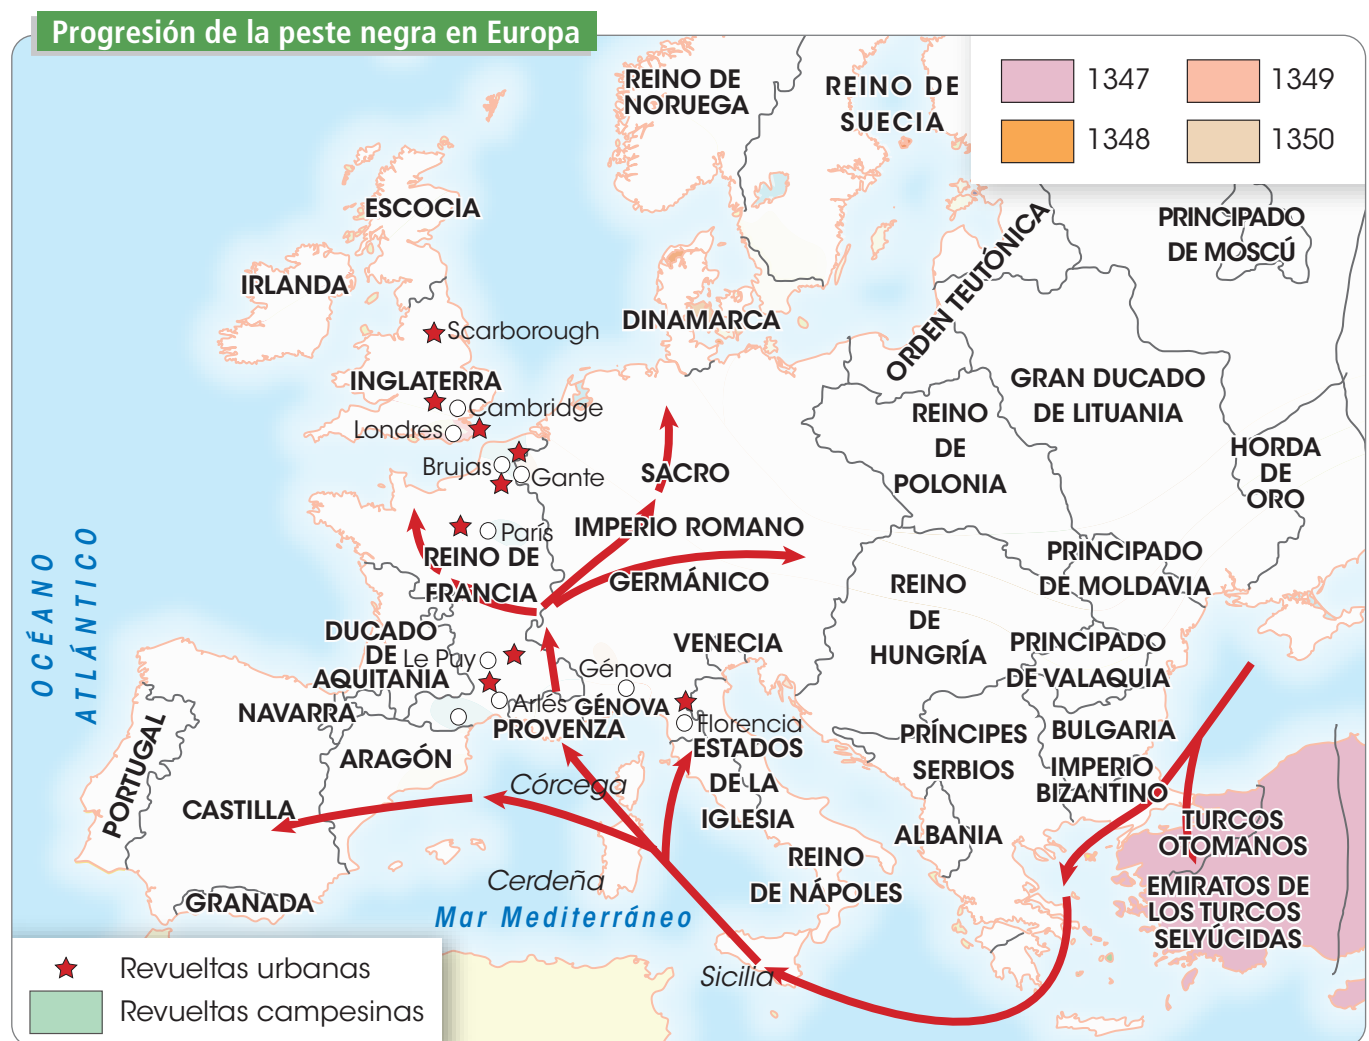 Progresión de la peste negra en Europa
1347
1349
1348
1350
REINO DE
NORUEGA
REINO DE
SUECIA
ESCOCIA
IRLANDA
PRINCIPADO
DE MOSCÚ
ORDEN TEUTÓNICA
DINAMARCA
Scarborough
INGLATERRA
Cambridge
Londres
Brujas
Gante
París
GRAN DUCADO
DE LITUANIA
REINO
DE
POLONIA
HORDA
DE
ORO
SACRO
IMPERIO ROMANO
GERMÁNICO
REINO DE
FRANCIA
OCÉANO
ATLÁNTICO
PRINCIPADO
DE MOLDAVIA
REINO
DE
HUNGRÍA
PRINCIPADO
DE VALAQUIA
DUCADO
DE
AQUITANIA
Le Puy
VENECIA
Génova
GÉNOVA
Arlés
PROVENZA
Florencia
NAVARRA
ARAGÓN
PORTUGAL
CASTILLA
GRANADA
ESTADOS
DE LA
IGLESIA
Córcega
PRÍNCIPES
SERBIOS
BULGARIA
IMPERIO
BIZANTINO
ALBANIA
TURCOS
OTOMANOS
REINO
DE NÁPOLES
Cerdeña
Mar Mediterráneo
EMIRATOS DE
LOS TURCOS
SELYÚCIDAS
Sicilia
Revueltas urbanas
Revueltas campesinas